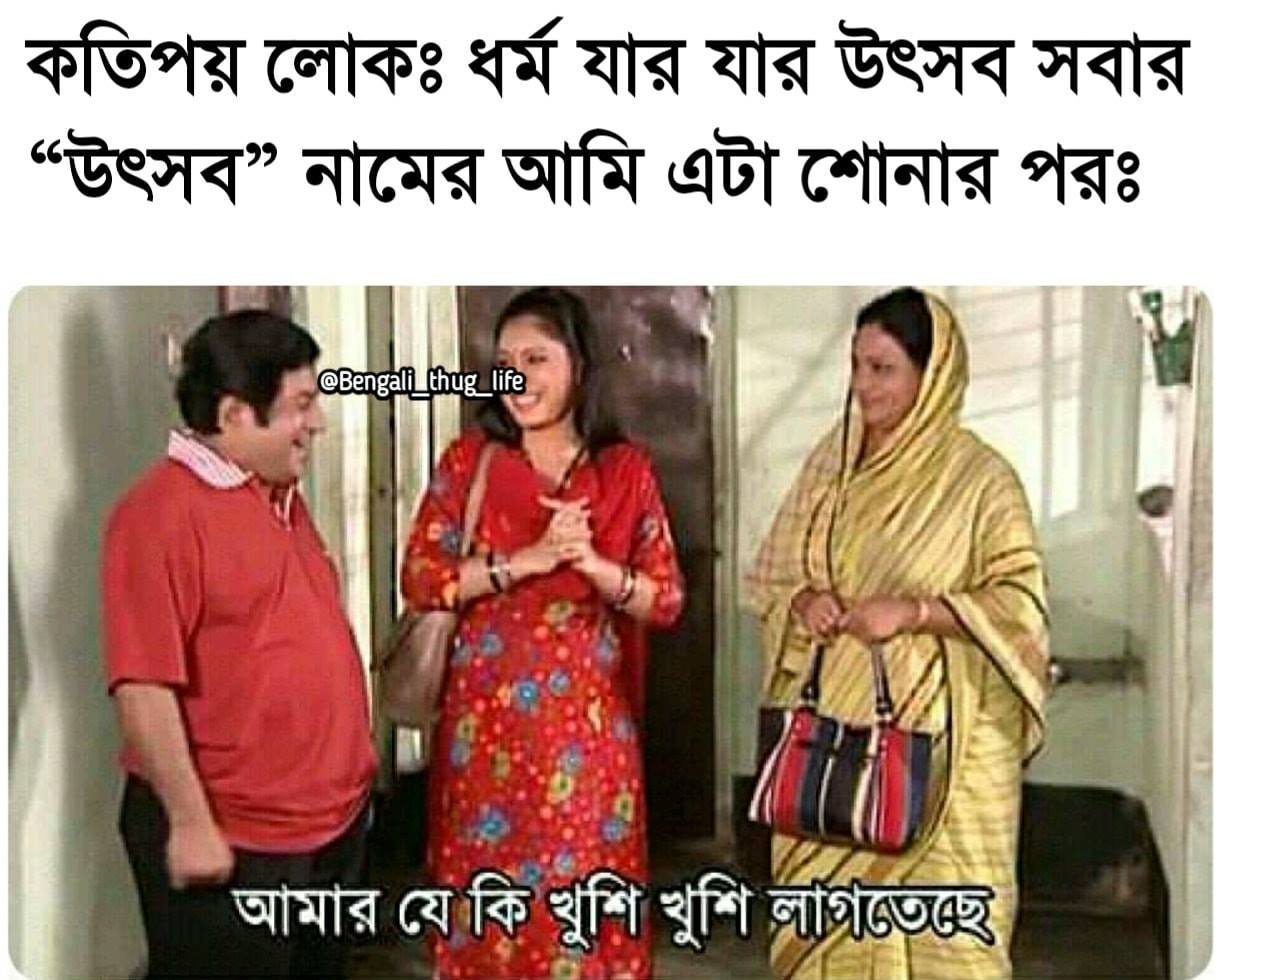 কতিপয় লোকঃ ধর্ম যার যার উৎসব সবার
“উৎসব” নামের আমি এটা শোনার পরঃ
@Bengali_thug_life
আমার যে কি খুশি খুশি লাগতেছে